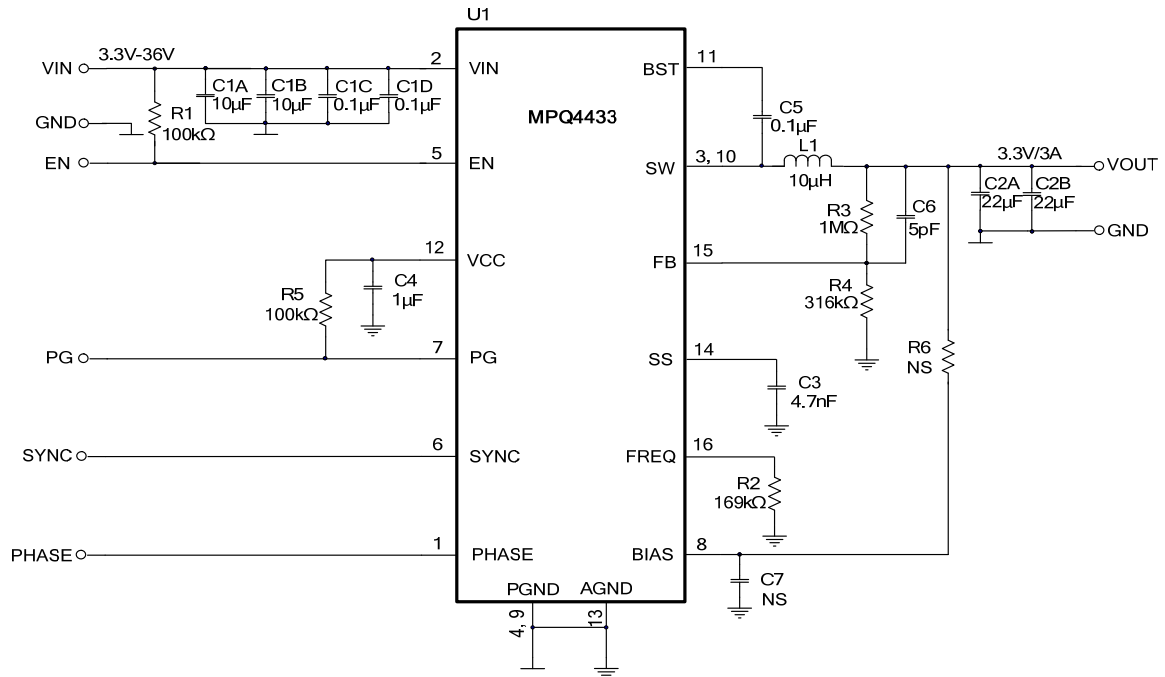 U1
MPQ4433
VIN
3.3V-36V
2
VIN
C1A
10µF
C1B
10µF
C1C
0.1µF
C1D
0.1µF
GND
R1
100kΩ
EN
5
EN
12
VCC
C4
1µF
R5
100kΩ
PG
7
PG
SYNC
6
SYNC
PHASE
1
PHASE
PGND
AGND
4, 9
13
BST
11
C5
0.1µF
SW
3, 10
L1
10µH
3.3V/3A
VOUT
C2A
22µF
C2B
22µF
GND
R3
1MΩ
C6
5pF
FB
15
R4
316kΩ
SS
14
C3
4.7nF
R6
NS
FREQ
16
R2
169kΩ
BIAS
8
C7
NS